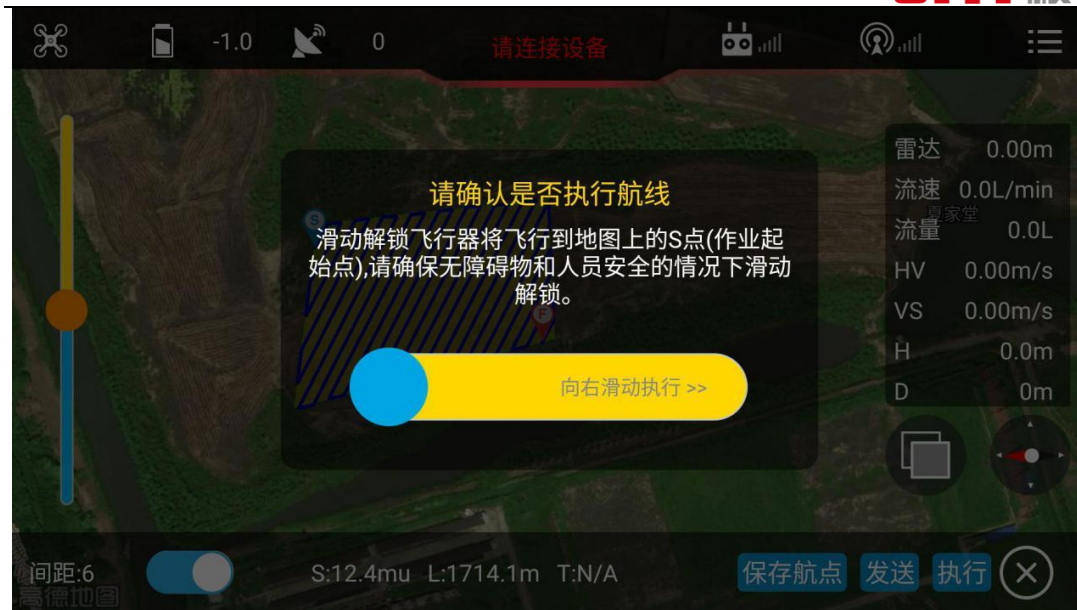 -1.0
0
请连接设备
雷达 0.00m
流速 0.0L/min
夏家堂
流量 0.0L
HV 0.00m/s
VS 0.00m/s
H 0.0m
D 0m
请确认是否执行航线
S
滑动解锁飞行器将飞行到地图上的S点(作业起
始点),请确保无障碍物和人员安全的情况下滑动
解锁。
F
向右滑动执行 >>
间距:6
S:12.4mu L:1714.1m T:N/A
保存航点 发送 执行
高德地图